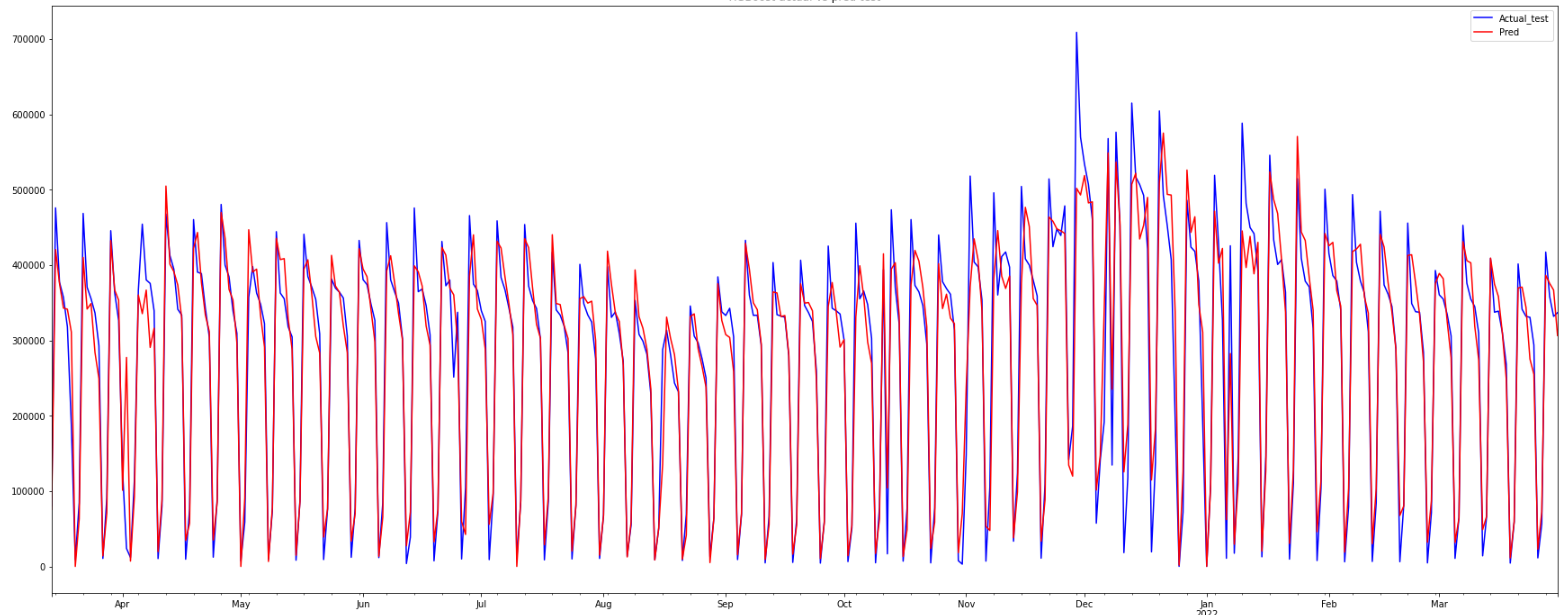 Actual_test
Pred
700000
600000
500000
400000
300000
200000
100000
0
Apr
May
Jun
Jul
Aug
Sep
Oct
Nov
Dec
Jan
2022
Feb
Mar